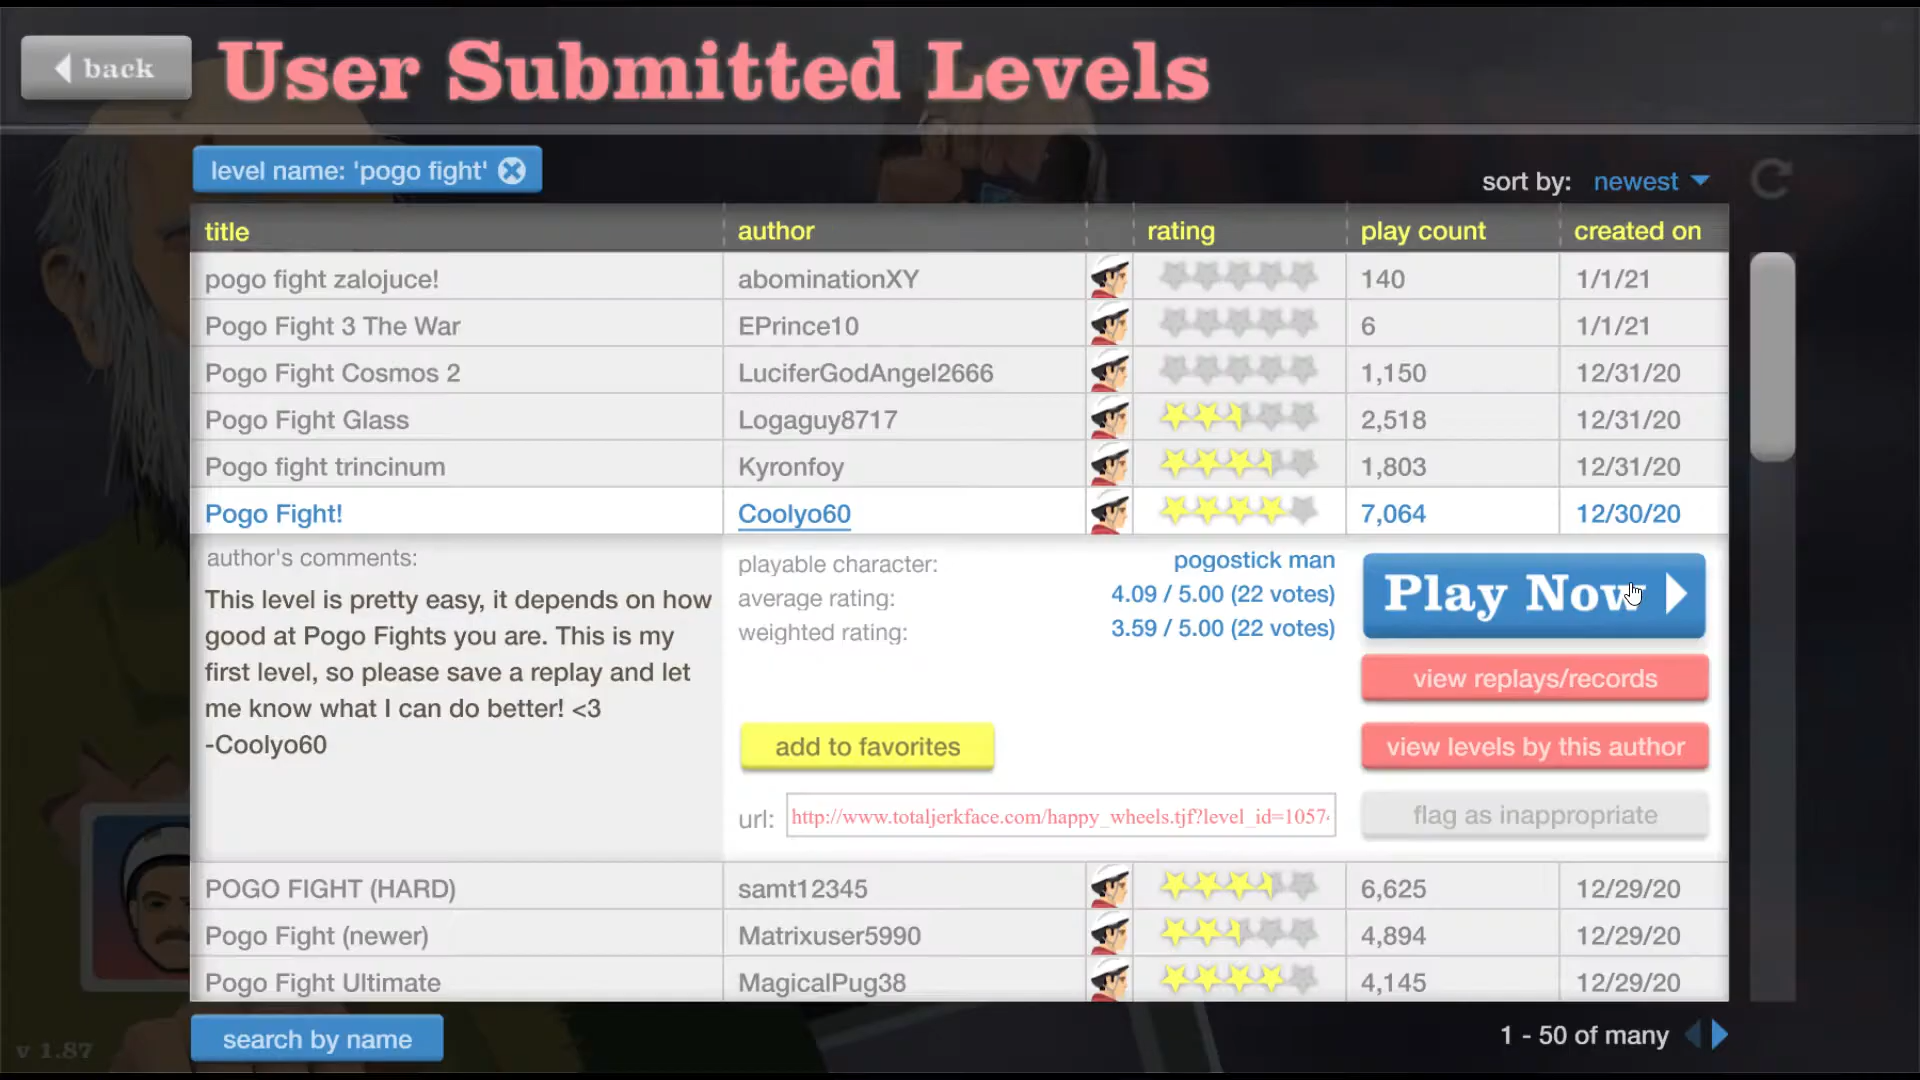 back
User Submitted Levels
level name: 'pogo fight'
sort by: newest
title author rating play count created on
pogo fight zalojuce! abominationXY 140 1/1/21
Pogo Fight 3 The War EPrince10 6 1/1/21
Pogo Fight Cosmos 2 LuciferGodAngel2666 1,150 12/31/20
Pogo Fight Glass Logaguy8717 2,518 12/31/20
Pogo fight trincinum Kyronfoy 1,803 12/31/20
Pogo Fight! Coolyo60 7,064 12/30/20
author's comments:
This level is pretty easy, it depends on how
good at Pogo Fights you are. This is my
first level, so please save a replay and let
me know what I can do better! <3
-Coolyo60
playable character: pogostick man
average rating: 4.09 / 5.00 (22 votes)
weighted rating: 3.59 / 5.00 (22 votes)
add to favorites
url: http://www.totaljerkface.com/happy_wheels.tjf?level_id=1057
Play Now
view replays/records
view levels by this author
flag as inappropriate
POGO FIGHT (HARD) samt12345 6,625 12/29/20
Pogo Fight (newer) Matrixuser5990 4,894 12/29/20
Pogo Fight Ultimate MagicalPug38 4,145 12/29/20
v 1.87
search by name
1 - 50 of many